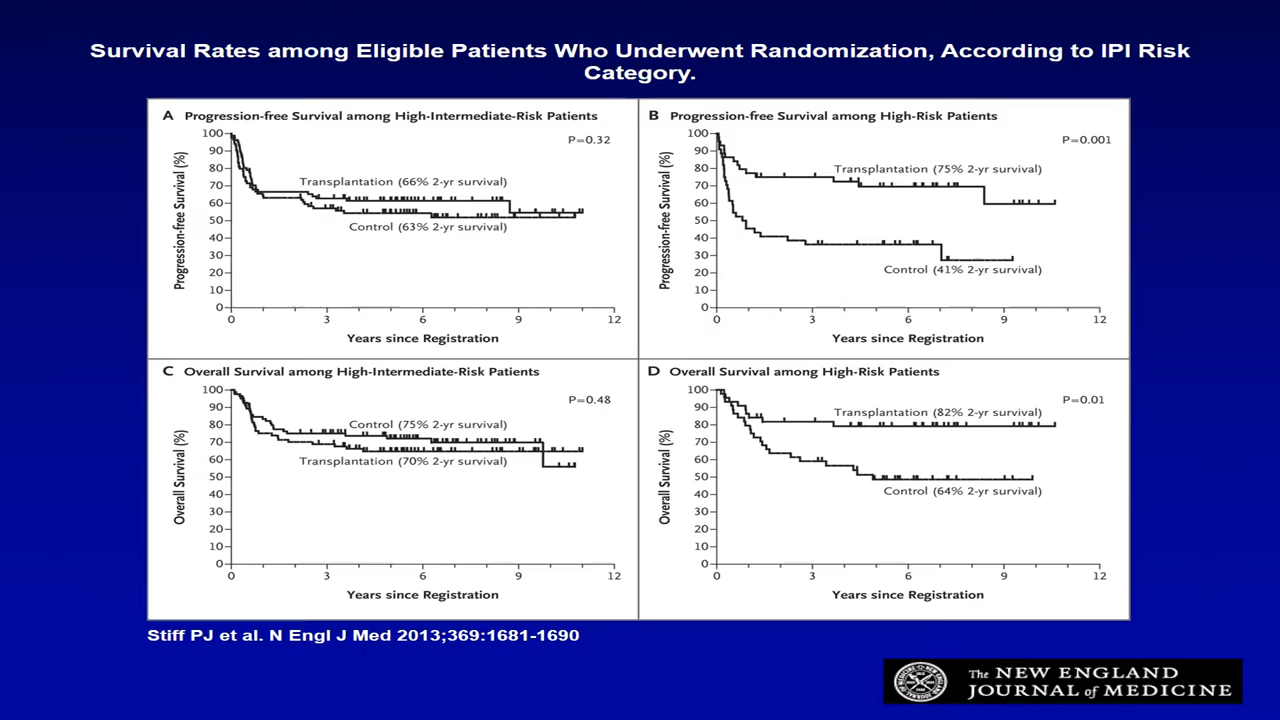 Survival Rates among Eligible Patients Who Underwent Randomization, According to IPI Risk
Category.
A Progression-free Survival among High-Intermediate-Risk Patients
P=0.32
100
90
80
70
60
50
40
30
20
10
0
Progression-free Survival (%)
Transplantation (66% 2-yr survival)
Control (63% 2-yr survival)
0 3 6 9 12
Years since Registration
B Progression-free Survival among High-Risk Patients
P=0.001
100
90
80
70
60
50
40
30
20
10
0
Progression-free Survival (%)
Transplantation (75% 2-yr survival)
Control (41% 2-yr survival)
0 3 6 9 12
Years since Registration
C Overall Survival among High-Intermediate-Risk Patients
P=0.48
100
90
80
70
60
50
40
30
20
10
0
Overall Survival (%)
Control (75% 2-yr survival)
Transplantation (70% 2-yr survival)
0 3 6 9 12
Years since Registration
D Overall Survival among High-Risk Patients
P=0.01
100
90
80
70
60
50
40
30
20
10
0
Overall Survival (%)
Transplantation (82% 2-yr survival)
Control (64% 2-yr survival)
0 3 6 9 12
Years since Registration
Stiff PJ et al. N Engl J Med 2013;369:1681-1690
The NEW ENGLAND
JOURNAL of MEDICINE